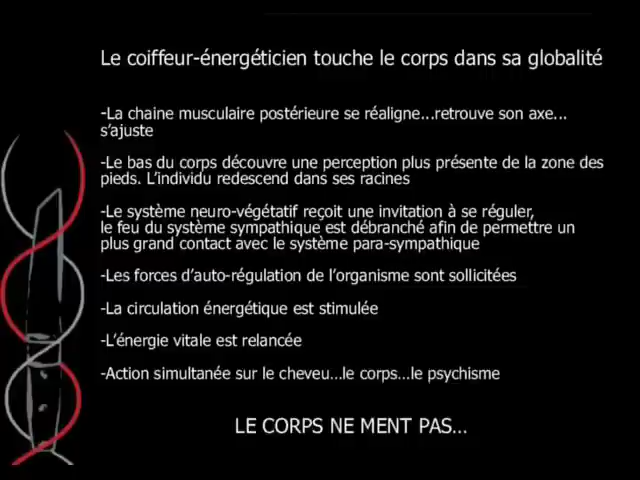 Le coiffeur-énergéticien touche le corps dans sa globalité
-La chaine musculaire postérieure se réaligne...retrouve son axe...
s'ajuste
-Le bas du corps découvre une perception plus présente de la zone des
pieds. L'individu redescend dans ses racines
-Le système neuro-végétatif reçoit une invitation à se réguler,
le feu du système sympathique est débranché afin de permettre un
plus grand contact avec le système para-sympathique
-Les forces d'auto-régulation de l'organisme sont sollicitées
-La circulation énergétique est stimulée
-L'énergie vitale est relancée
-Action simultanée sur le cheveu...le corps...le psychisme
LE CORPS NE MENT PAS...